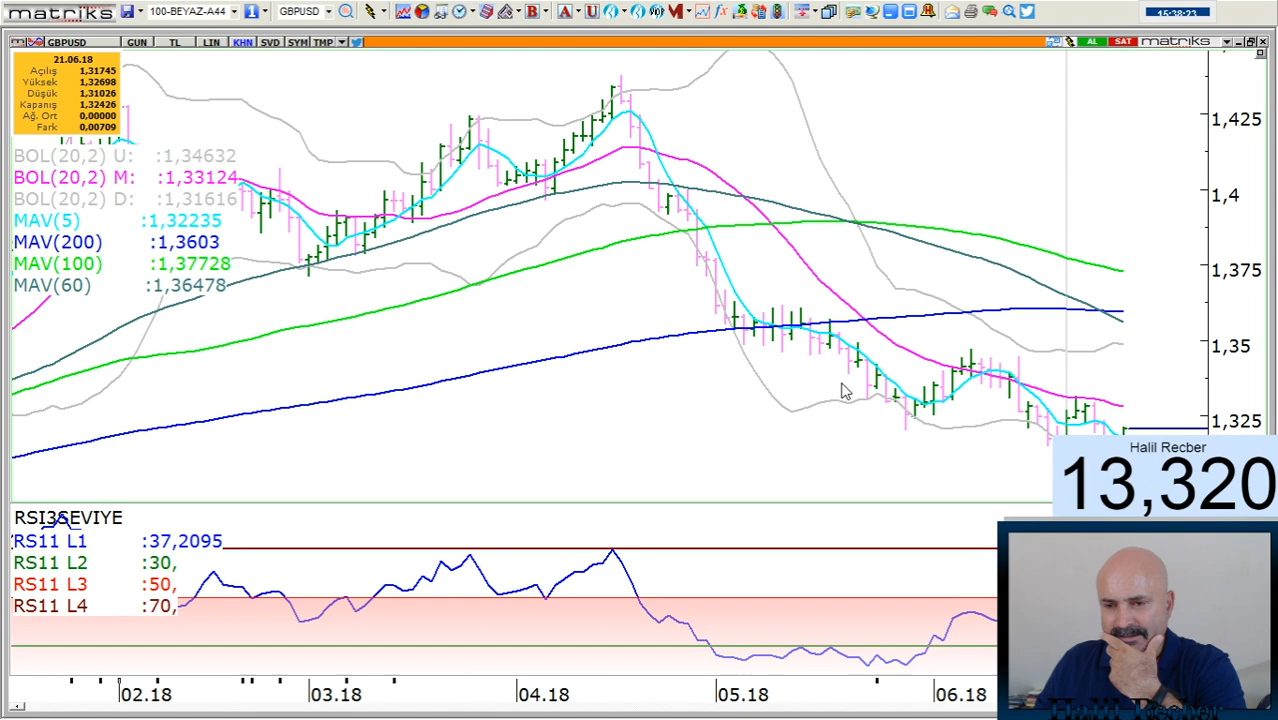 matriks 100-BEYAZ-A44 GBPUSD 15:38:23
GBPUSD GUN TL LIN KHN SVD SYM TMP AL SAT matriks
21.06.18
Açılış 1,31745
Yüksek 1,32698
Düşük 1,31026
Kapanış 1,32426
Ağ, Ort 0,00000
Fark 0,00709
BOL(20,2) U: :1,34632
BOL(20,2) M: :1,33124
BOL(20,2) D: :1,31616
MAV(5) :1,32235
MAV(200) :1,3603
MAV(100) :1,37728
MAV(60) :1,36478
1,425
1,4
1,375
1,35
1,325
Halil Recber
13,320
RSI3SEVIYE
RS11 L1 :37,2095
RS11 L2 :30,
RS11 L3 :50,
RS11 L4 :70,
02.18 03.18 04.18 05.18 06.18
Halil Recber